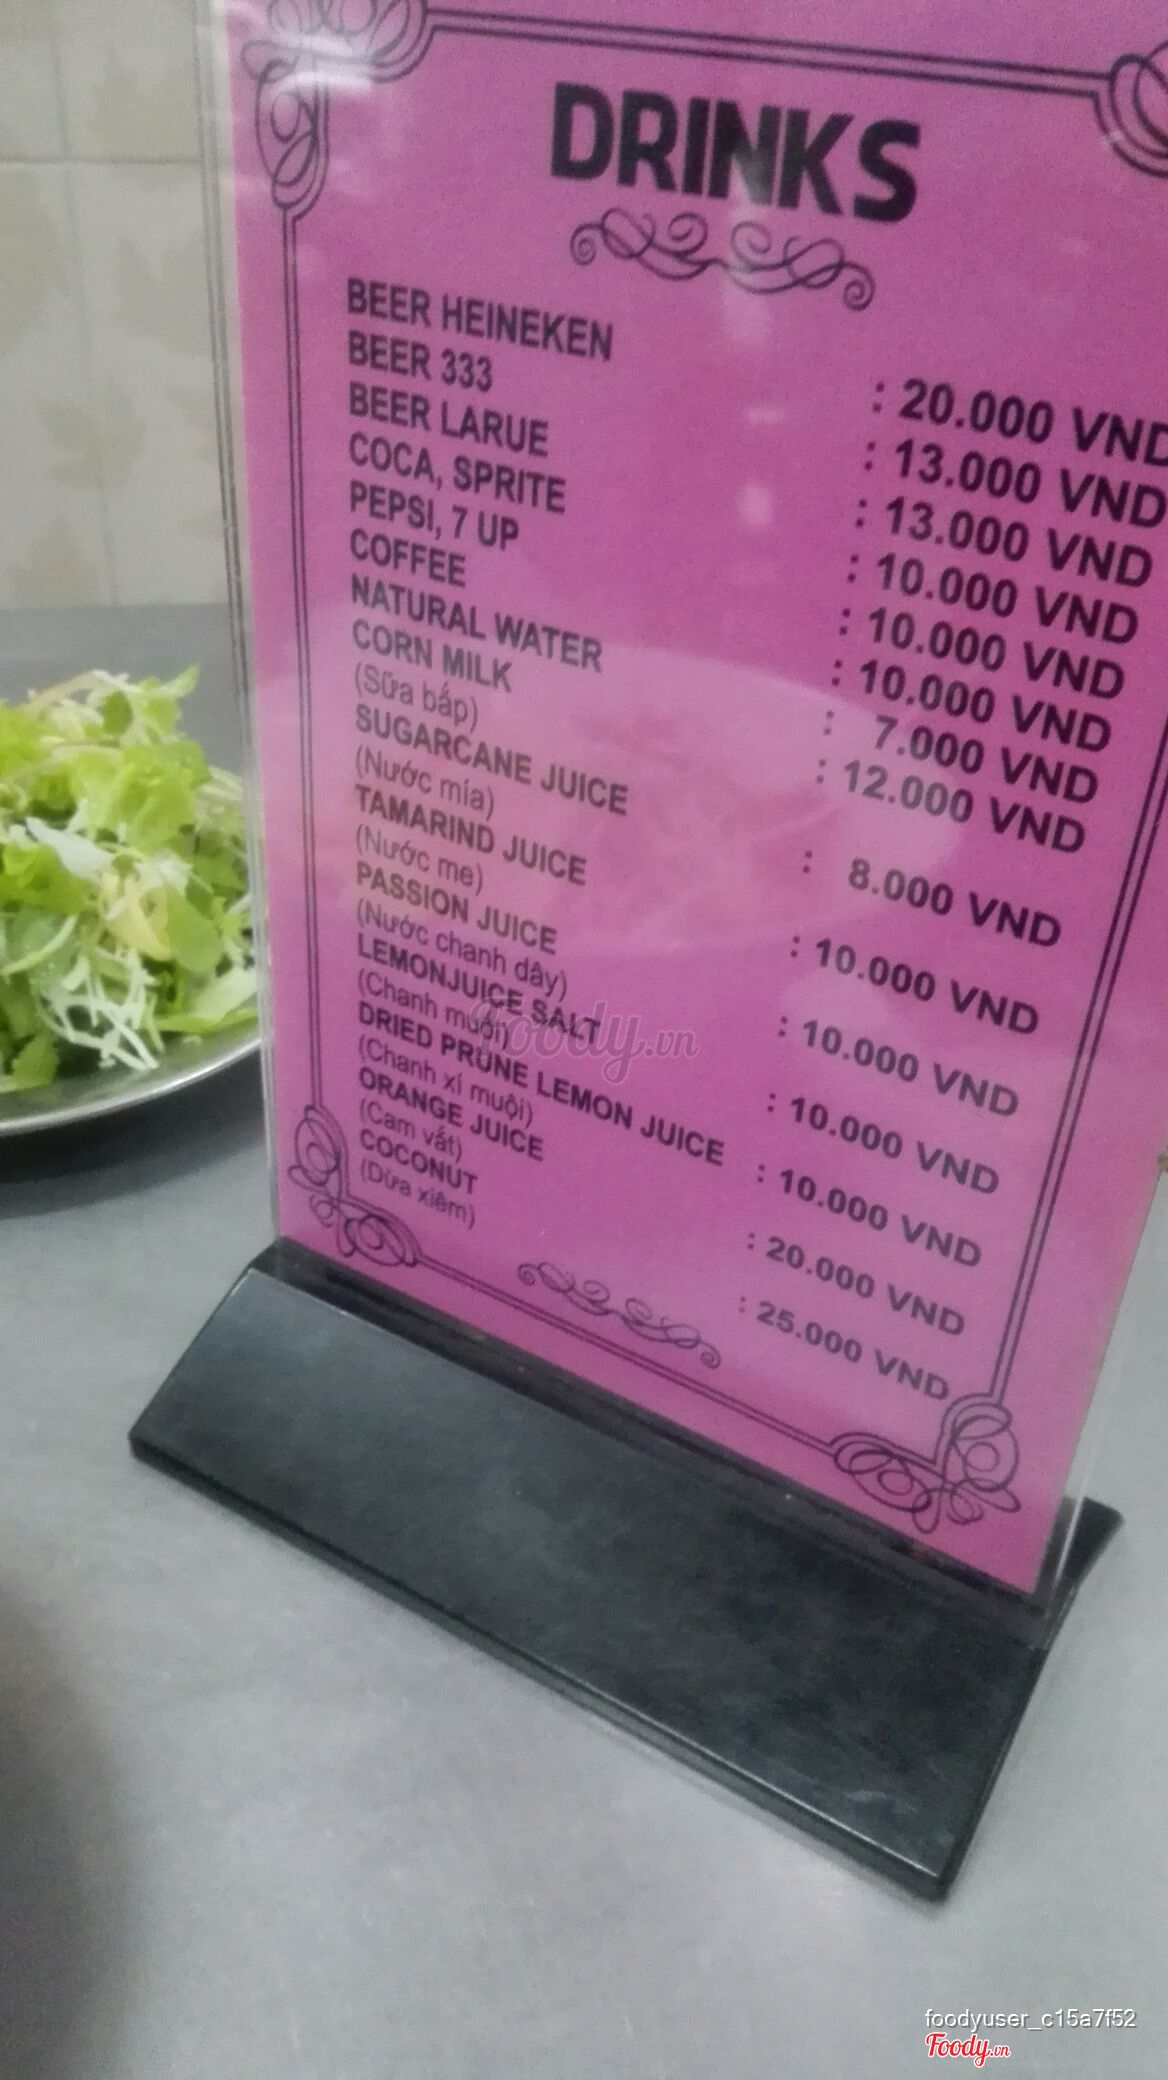 DRINKS
BEER HEINEKEN : 20.000 VND
BEER 333 : 13.000 VND
BEER LARUE : 13.000 VND
COCA, SPRITE : 10.000 VND
PEPSI, 7 UP : 10.000 VND
COFFEE : 10.000 VND
NATURAL WATER : 7.000 VND
CORN MILK : 12.000 VND
(Sữa bắp)
SUGARCANE JUICE : 8.000 VND
(Nước mía)
TAMARIND JUICE : 10.000 VND
(Nước me)
PASSION JUICE : 10.000 VND
(Nước chanh dây)
LEMONJUICE SALT : 10.000 VND
(Chanh muối)
DRIED PRUNE LEMON JUICE : 10.000 VND
(Chanh xí muội)
ORANGE JUICE : 20.000 VND
(Cam vắt)
COCONUT : 25.000 VND
(Dừa xiêm)
Foody.vn
foodyuser_c15a7f52
Foody.vn